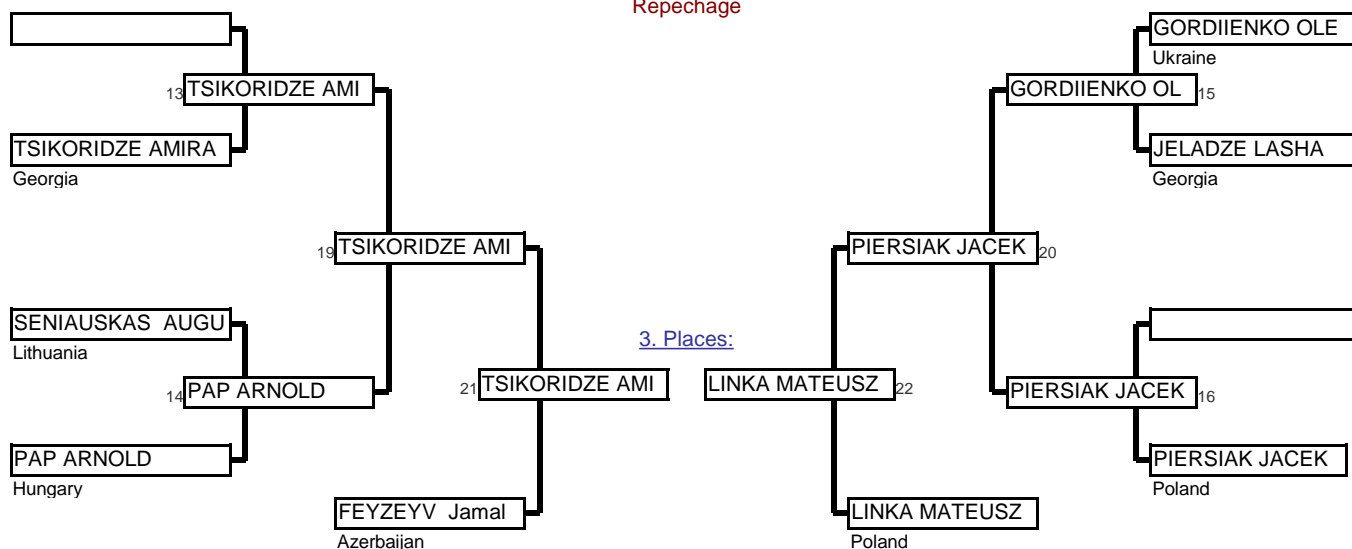 Repechage
GORDIIENKO OLE
Ukraine
13 TSIKORIDZE AMI
GORDIIENKO OL 15
TSIKORIDZE AMIRA
Georgia
JELADZE LASHA
Georgia
19 TSIKORIDZE AMI
PIERSIAK JACEK 20
SENIAUSKAS  AUGU
Lithuania
3. Places:
14 PAP ARNOLD
21 TSIKORIDZE AMI
LINKA MATEUSZ 22
PIERSIAK JACEK 16
PAP ARNOLD
Hungary
PIERSIAK JACEK
Poland
FEYZEYV  Jamal
Azerbaijan
LINKA MATEUSZ
Poland